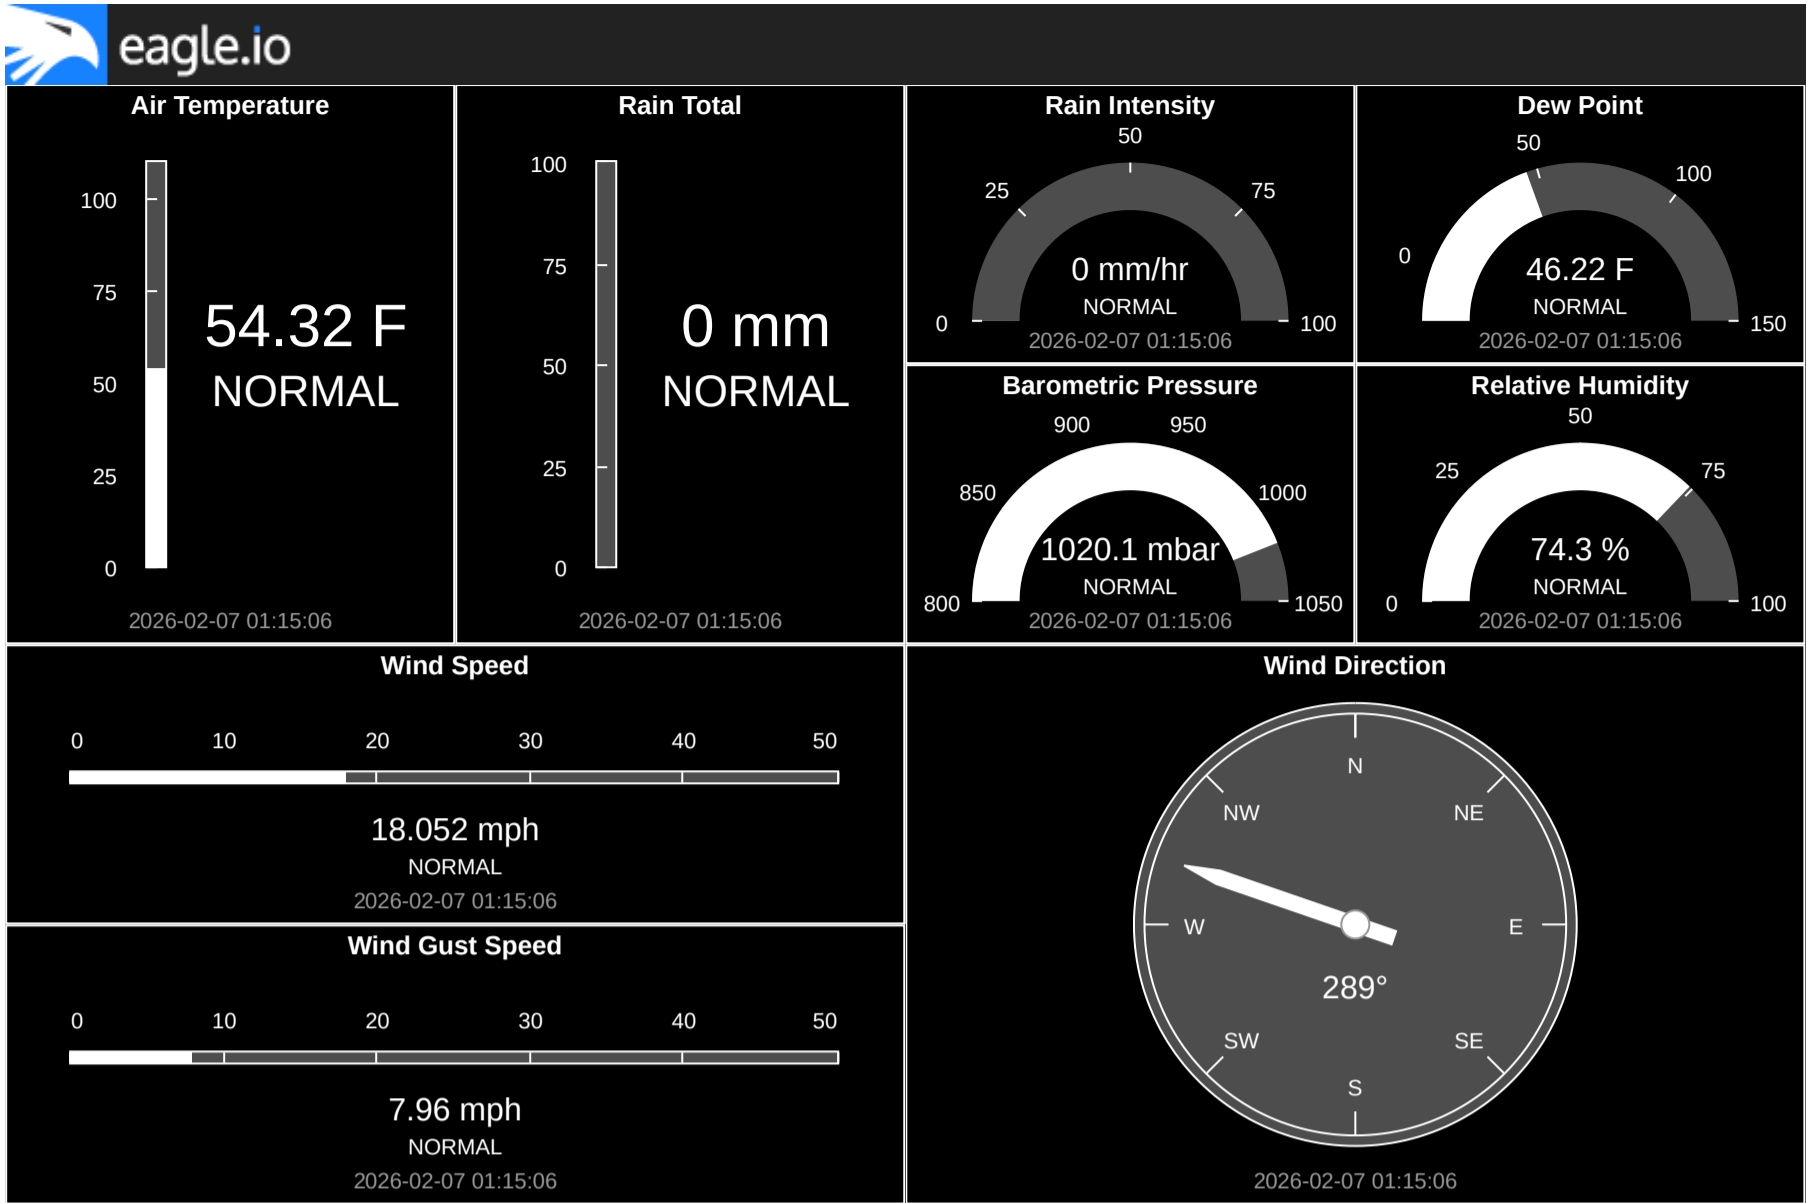 eagle.io
Air Temperature
100
75
50
25
0
54.32 F
NORMAL
2026-02-07 01:15:06
Rain Total
100
75
50
25
0
0 mm
NORMAL
2026-02-07 01:15:06
Rain Intensity
50
25
75
0
100
0 mm/hr
NORMAL
2026-02-07 01:15:06
Dew Point
50
100
0
150
46.22 F
NORMAL
2026-02-07 01:15:06
Barometric Pressure
900 950
850 1000
800 1050
1020.1 mbar
NORMAL
2026-02-07 01:15:06
Relative Humidity
50
25 75
0 100
74.3 %
NORMAL
2026-02-07 01:15:06
Wind Speed
0 10 20 30 40 50
18.052 mph
NORMAL
2026-02-07 01:15:06
Wind Gust Speed
0 10 20 30 40 50
7.96 mph
NORMAL
2026-02-07 01:15:06
Wind Direction
N
NW NE
W E
289°
SW SE
S
2026-02-07 01:15:06